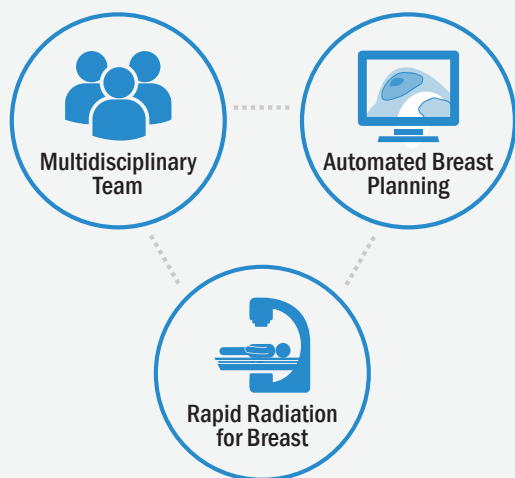 Multidisciplinary
Team
Automated Breast
Planning
Rapid Radiation
for Breast